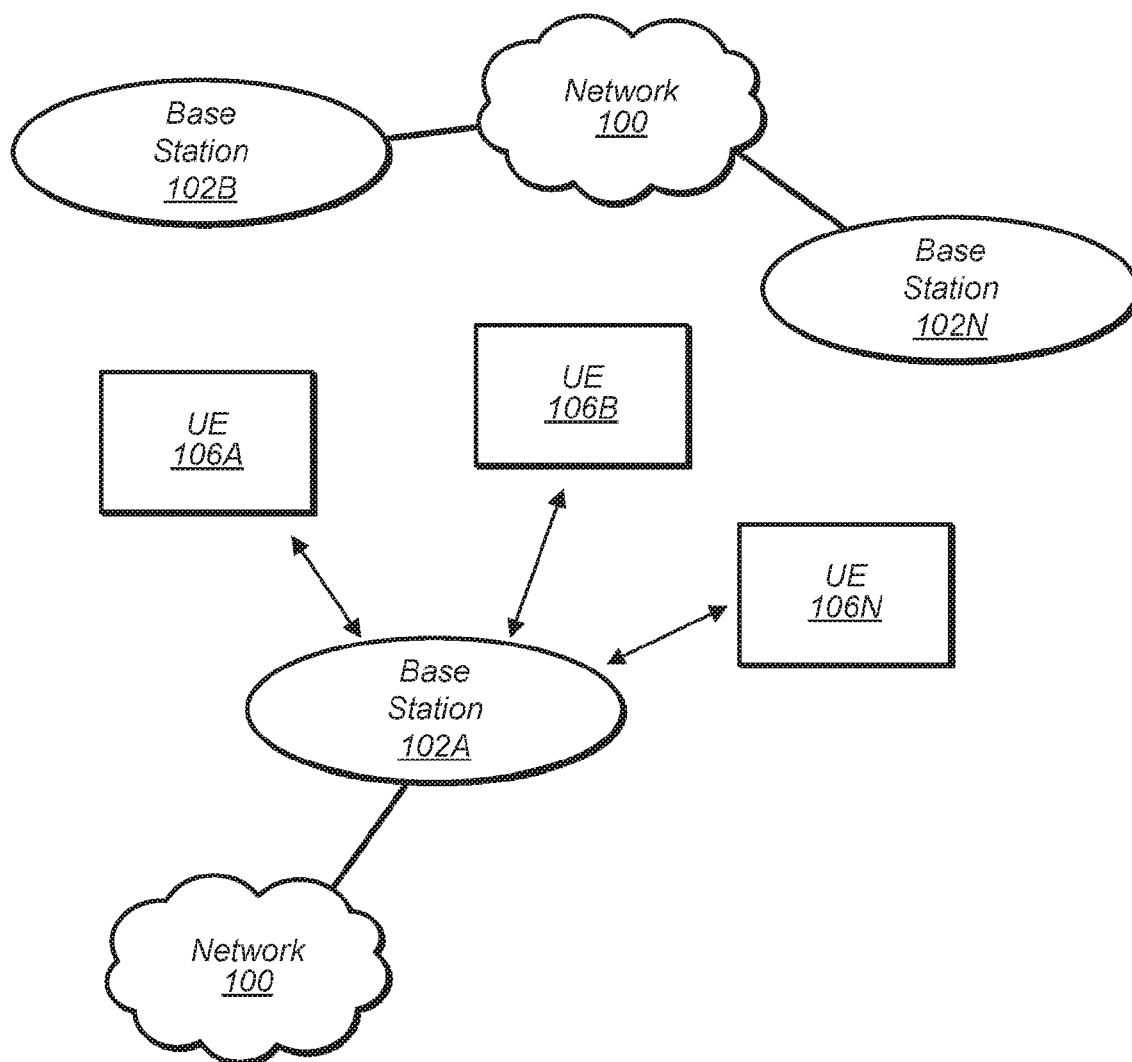 Network
100
Base
Station
102B
Base
Station
102N
UE
106B
UE
106A
UE
106N
Base
Station
102A
Network
100